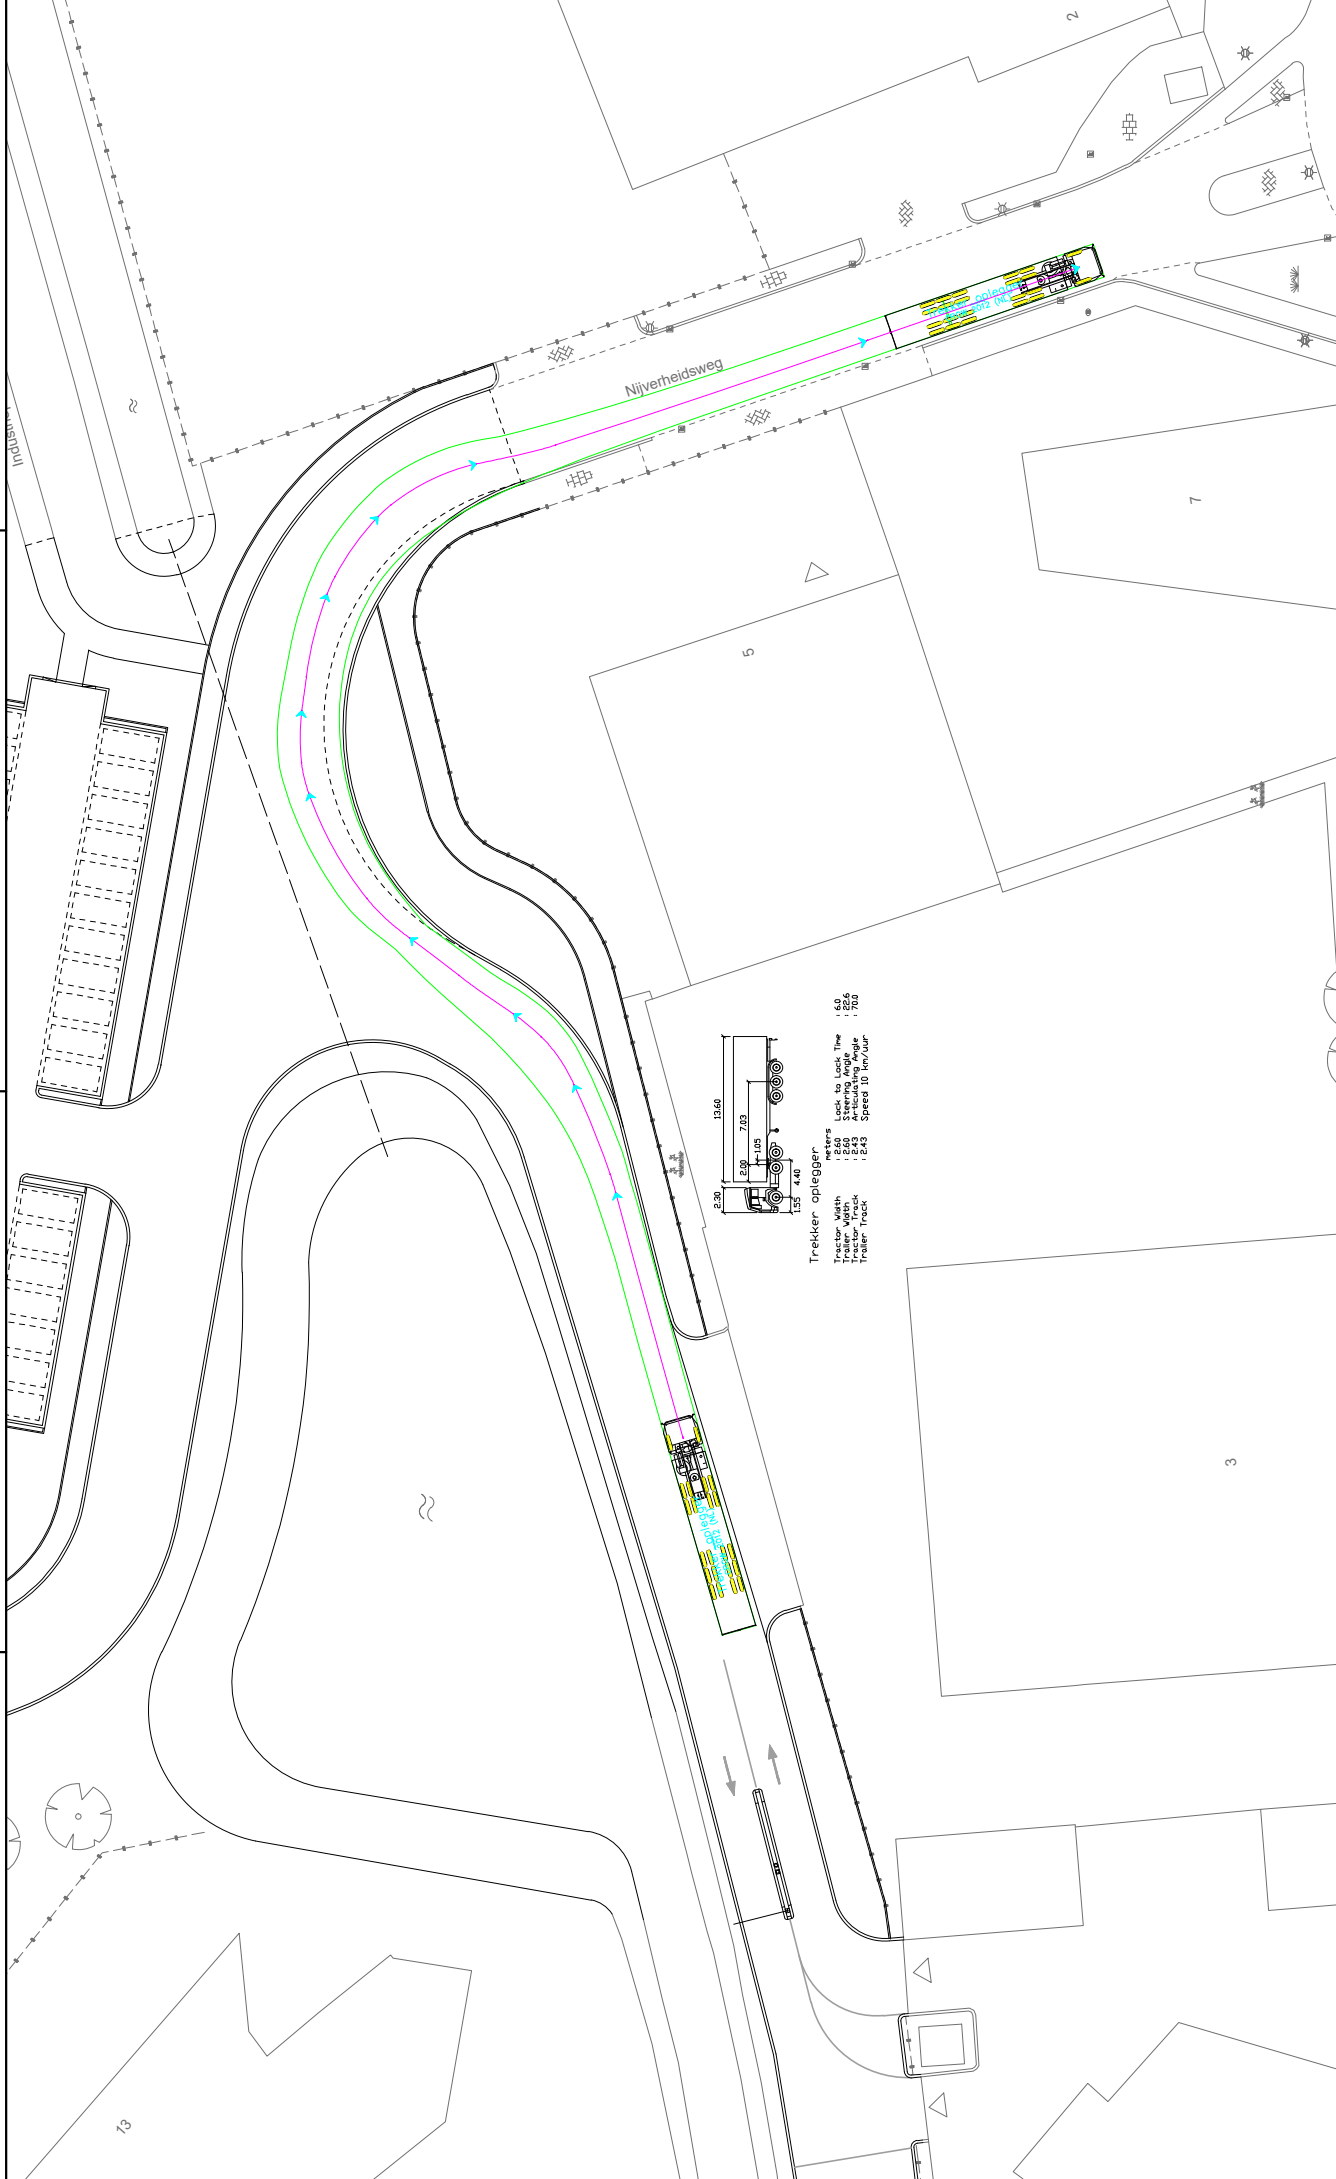 2
Nijverheidsweg
7
5
13.60
7.03
2.00
1.05
2.30
4.40
1.55
Trekker oplegger
meters
Tractor Width : 2.60 Lock to Lock Time : 6.0
Trailer Width : 2.60 Steering Angle : 22.6
Tractor Track : 2.43 Articulating Angle : 70.0
Trailer Track : 2.43 Speed 10 km/uur
3
13